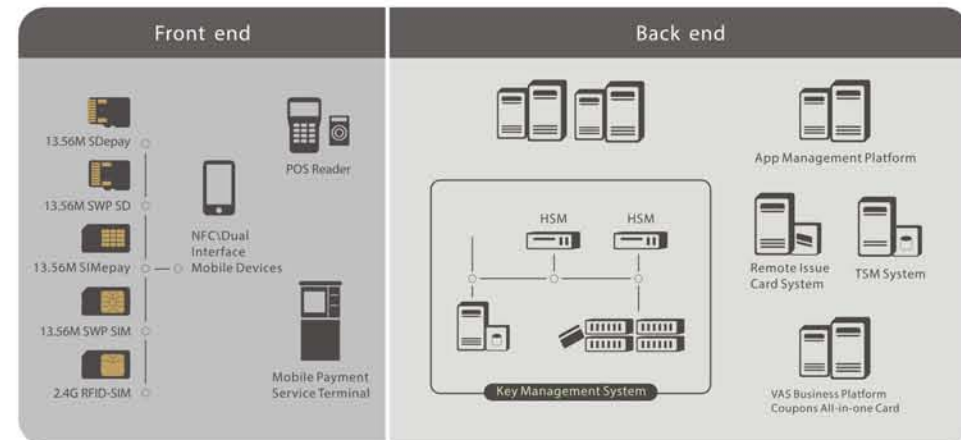 Front end
Back end
13.56M SDepay
13.56M SWP SD
13.56M SIMepay
13.56M SWP SIM
2.4G RFID-SIM
NFC\Dual
Interface
Mobile Devices
POS Reader
Mobile Payment
Service Terminal
HSM
HSM
Key Management System
App Management Platform
Remote Issue
Card System
TSM System
VAS Business Platform
Coupons All-in-one Card